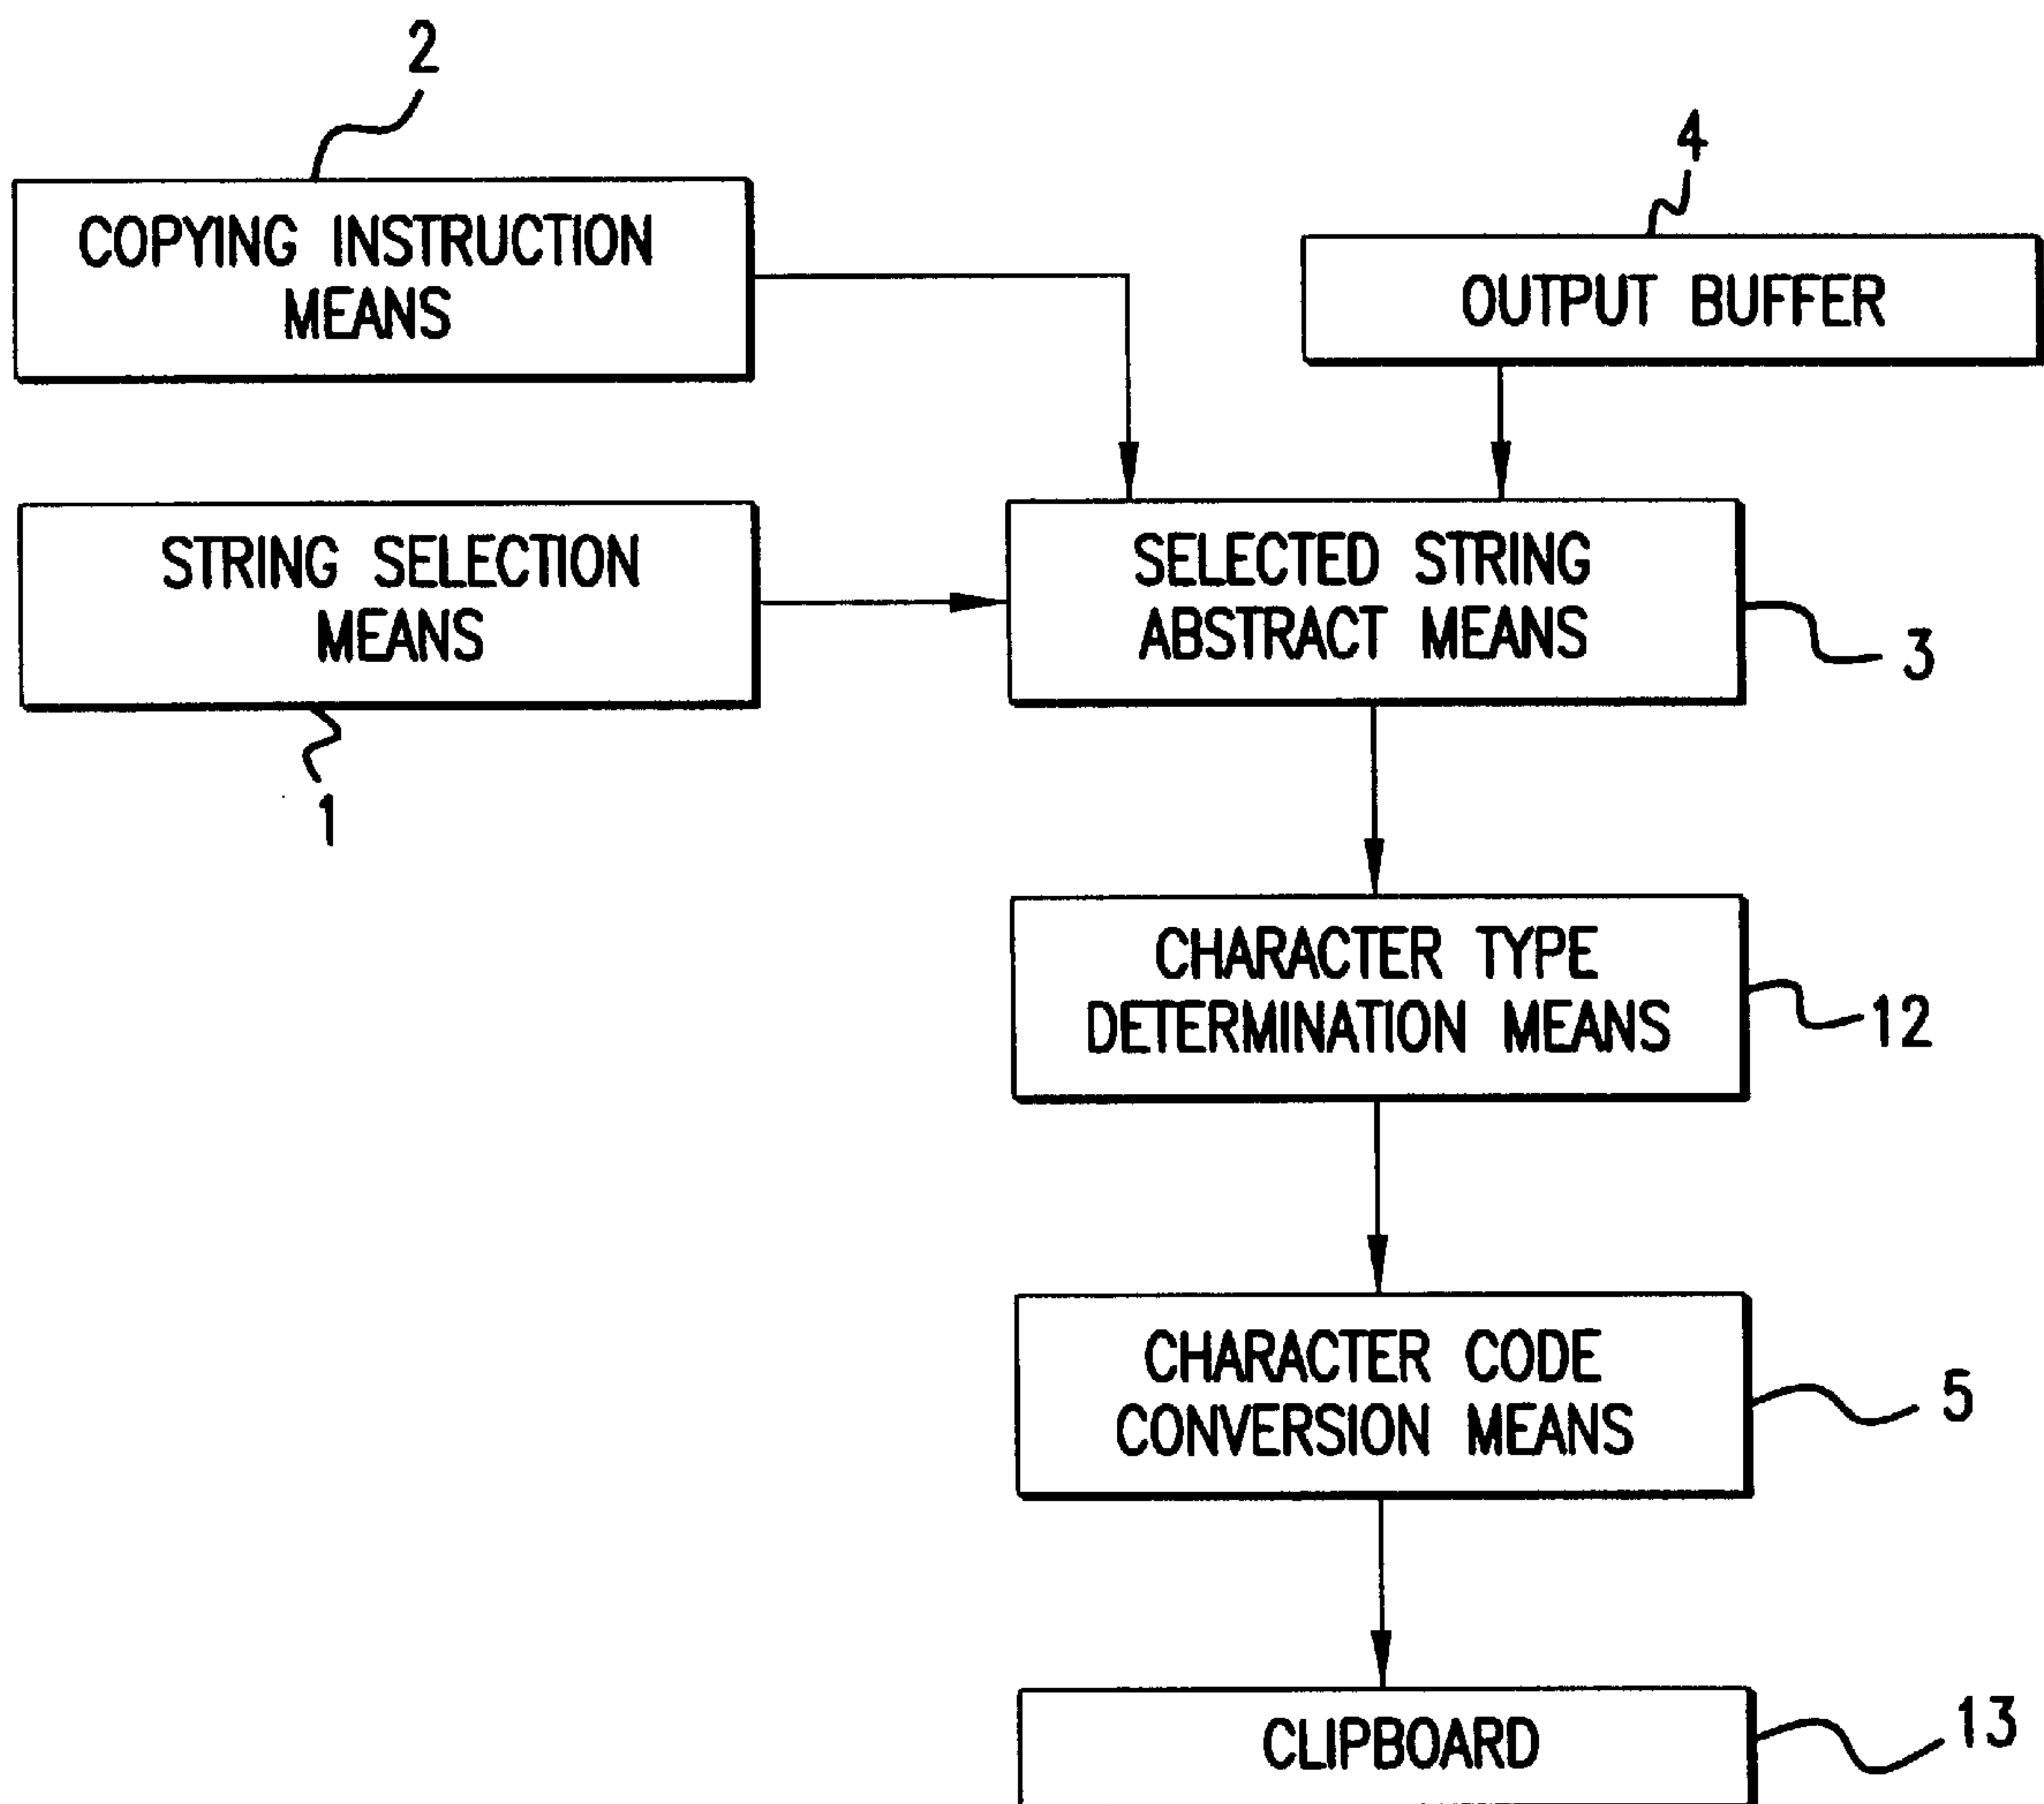 2
COPYING INSTRUCTION
MEANS
4
OUTPUT BUFFER
STRING SELECTION
MEANS
1
SELECTED STRING
ABSTRACT MEANS
3
CHARACTER TYPE
DETERMINATION MEANS
12
CHARACTER CODE
CONVERSION MEANS
5
CLIPBOARD
13